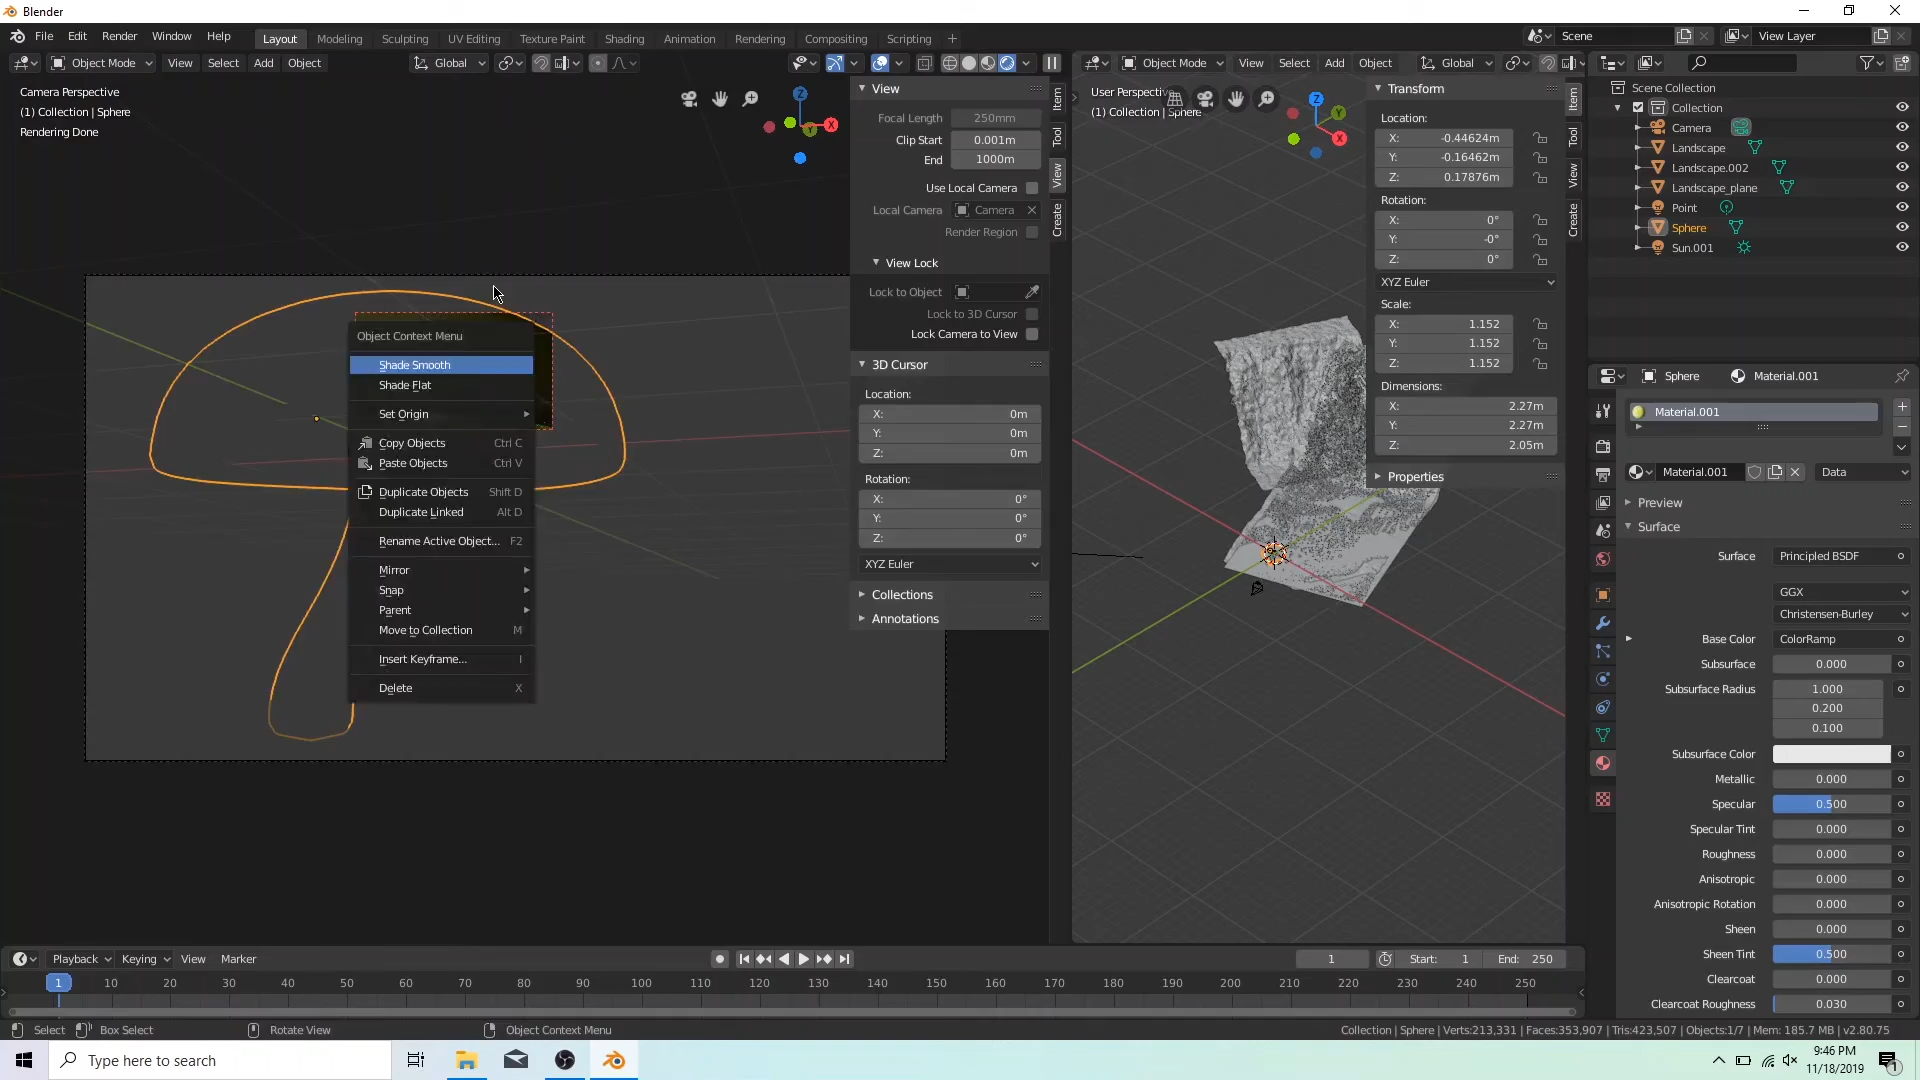 Blender
File Edit Render Window Help
Layout Modeling Sculpting UV Editing Texture Paint Shading Animation Rendering Compositing Scripting +
Scene View Layer
Object Mode View Select Add Object Global
Object Mode View Select Add Object Global
Camera Perspective
(1) Collection | Sphere
Rendering Done
Z
X
Y
View
Focal Length 250mm
Clip Start 0.001m
End 1000m
Use Local Camera
Local Camera Camera
Render Region
View Lock
Lock to Object
Lock to 3D Cursor
Lock Camera to View
3D Cursor
Location:
X: 0m
Y: 0m
Z: 0m
Rotation:
X: 0°
Y: 0°
Z: 0°
XYZ Euler
Collections
Annotations
Item
Tool
View
Create
Object Context Menu
Shade Smooth
Shade Flat
Set Origin
Copy Objects Ctrl C
Paste Objects Ctrl V
Duplicate Objects Shift D
Duplicate Linked Alt D
Rename Active Object... F2
Mirror
Snap
Parent
Move to Collection M
Insert Keyframe... I
Delete X
User Perspective
(1) Collection | Sphere
Z
Y
X
Transform
Location:
X: -0.44624m
Y: -0.16462m
Z: 0.17876m
Rotation:
X: 0°
Y: -0°
Z: 0°
XYZ Euler
Scale:
X: 1.152
Y: 1.152
Z: 1.152
Dimensions:
X: 2.27m
Y: 2.27m
Z: 2.05m
Properties
Item
Tool
View
Create
Scene Collection
Collection
Camera
Landscape
Landscape.002
Landscape_plane
Point
Sphere
Sun.001
Sphere Material.001
Material.001
Material.001 Data
Preview
Surface
Surface Principled BSDF
GGX
Christensen-Burley
Base Color ColorRamp
Subsurface 0.000
Subsurface Radius 1.000
0.200
0.100
Subsurface Color
Metallic 0.000
Specular 0.500
Specular Tint 0.000
Roughness 0.000
Anisotropic 0.000
Anisotropic Rotation 0.000
Sheen 0.000
Sheen Tint 0.500
Clearcoat 0.000
Clearcoat Roughness 0.030
Playback Keying View Marker
1 Start: 1 End: 250
1 10 20 30 40 50 60 70 80 90 100 110 120 130 140 150 160 170 180 190 200 210 220 230 240 250
Select Box Select Rotate View Object Context Menu
Collection | Sphere | Verts:213,331 | Faces:353,907 | Tris:423,507 | Objects:1/7 | Mem: 185.7 MB | v2.80.75
Type here to search
9:46 PM
11/18/2019
1